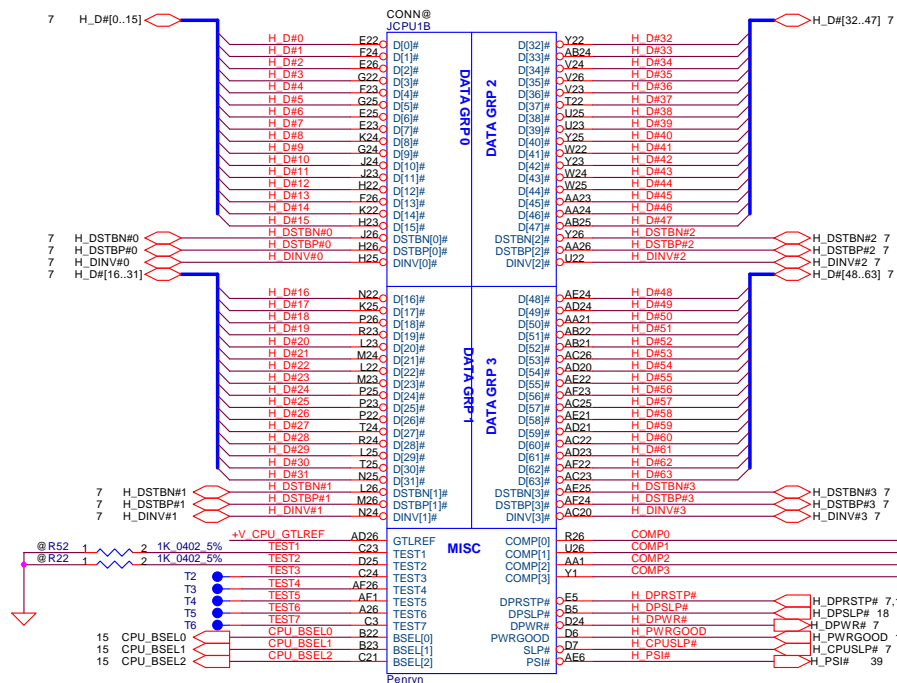 CONN@
JCPU1B
7 H_D#[0..15] H_D#[32..47] 7
H_D#0 E22 D[0]# D[32]# Y22 H_D#32
H_D#1 F24 D[1]# D[33]# AB24 H_D#33
H_D#2 E26 D[2]# D[34]# V24 H_D#34
H_D#3 G22 D[3]# D[35]# V26 H_D#35
H_D#4 F23 D[4]# D[36]# V23 H_D#36
H_D#5 G25 D[5]# D[37]# T22 H_D#37
H_D#6 E25 D[6]# D[38]# U25 H_D#38
H_D#7 E23 D[7]# D[39]# U23 H_D#39
H_D#8 K24 D[8]# D[40]# Y25 H_D#40
H_D#9 G24 D[9]# D[41]# W22 H_D#41
H_D#10 J24 D[10]# D[42]# Y23 H_D#42
H_D#11 J23 D[11]# D[43]# W24 H_D#43
H_D#12 H22 D[12]# D[44]# W25 H_D#44
H_D#13 F26 D[13]# D[45]# AA23 H_D#45
H_D#14 K22 D[14]# D[46]# AA24 H_D#46
H_D#15 H23 D[15]# D[47]# AB25 H_D#47
7 H_DSTBN#0 H_DSTBN#0 J26 DSTBN[0]# DSTBN[2]# Y26 H_DSTBN#2 H_DSTBN#2 7
7 H_DSTBP#0 H_DSTBP#0 H26 DSTBP[0]# DSTBP[2]# AA26 H_DSTBP#2 H_DSTBP#2 7
7 H_DINV#0 H_DINV#0 H25 DINV[0]# DINV[2]# U22 H_DINV#2 H_DINV#2 7
DATA GRP 0
DATA GRP 2
7 H_D#[16..31] H_D#[48..63] 7
H_D#16 N22 D[16]# D[48]# AE24 H_D#48
H_D#17 K25 D[17]# D[49]# AD24 H_D#49
H_D#18 P26 D[18]# D[50]# AA21 H_D#50
H_D#19 R23 D[19]# D[51]# AB22 H_D#51
H_D#20 L23 D[20]# D[52]# AB21 H_D#52
H_D#21 M24 D[21]# D[53]# AC26 H_D#53
H_D#22 L22 D[22]# D[54]# AD20 H_D#54
H_D#23 M23 D[23]# D[55]# AE22 H_D#55
H_D#24 P25 D[24]# D[56]# AF23 H_D#56
H_D#25 P23 D[25]# D[57]# AC25 H_D#57
H_D#26 P22 D[26]# D[58]# AE21 H_D#58
H_D#27 T24 D[27]# D[59]# AD21 H_D#59
H_D#28 R24 D[28]# D[60]# AC22 H_D#60
H_D#29 L25 D[29]# D[61]# AD23 H_D#61
H_D#30 T25 D[30]# D[62]# AF22 H_D#62
H_D#31 N25 D[31]# D[63]# AC23 H_D#63
7 H_DSTBN#1 H_DSTBN#1 L26 DSTBN[1]# DSTBN[3]# AE25 H_DSTBN#3 H_DSTBN#3 7
7 H_DSTBP#1 H_DSTBP#1 M26 DSTBP[1]# DSTBP[3]# AF24 H_DSTBP#3 H_DSTBP#3 7
7 H_DINV#1 H_DINV#1 N24 DINV[1]# DINV[3]# AC20 H_DINV#3 H_DINV#3 7
DATA GRP 1
DATA GRP 3
+V_CPU_GTLREF AD26 GTLREF COMP[0] R26 COMP0
@R52 1 2 1K_0402_5% TEST1 C23 TEST1 COMP[1] U26 COMP1
@R22 1 2 1K_0402_5% TEST2 D25 TEST2 COMP[2] AA1 COMP2
T2 TEST3 C24 TEST3 COMP[3] Y1 COMP3
T3 TEST4 AF26 TEST4
T4 TEST5 AF1 TEST5 DPRSTP# E5 H_DPRSTP# H_DPRSTP# 7,
T5 TEST6 A26 TEST6 DPSLP# B5 H_DPSLP# H_DPSLP# 18
T6 TEST7 C3 TEST7 DPWR# D24 H_DPWR# H_DPWR# 7
15 CPU_BSEL0 CPU_BSEL0 B22 BSEL[0] PWRGOOD D6 H_PWRGOOD H_PWRGOOD
15 CPU_BSEL1 CPU_BSEL1 B23 BSEL[1] SLP# D7 H_CPUSLP# H_CPUSLP# 7
15 CPU_BSEL2 CPU_BSEL2 C21 BSEL[2] PSI# AE6 H_PSI# H_PSI# 39
MISC
Penryn